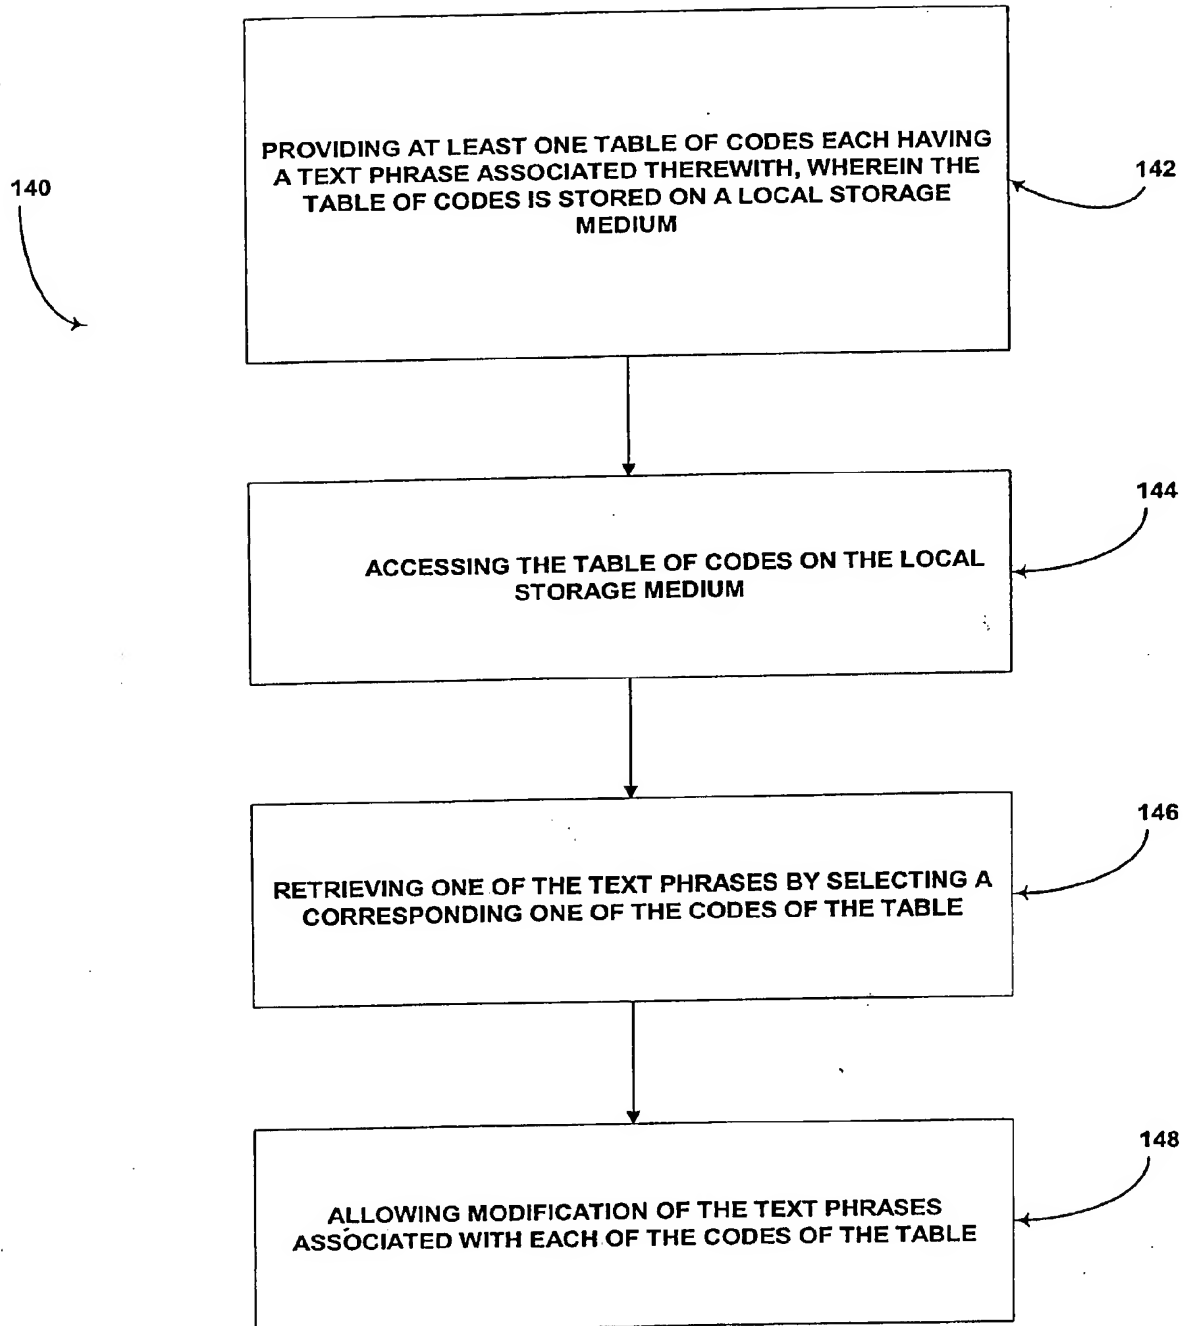 140
PROVIDING AT LEAST ONE TABLE OF CODES EACH HAVING
A TEXT PHRASE ASSOCIATED THEREWITH, WHEREIN THE
TABLE OF CODES IS STORED ON A LOCAL STORAGE
MEDIUM
142
ACCESSING THE TABLE OF CODES ON THE LOCAL
STORAGE MEDIUM
144
RETRIEVING ONE OF THE TEXT PHRASES BY SELECTING A
CORRESPONDING ONE OF THE CODES OF THE TABLE
146
ALLOWING MODIFICATION OF THE TEXT PHRASES
ASSOCIATED WITH EACH OF THE CODES OF THE TABLE
148